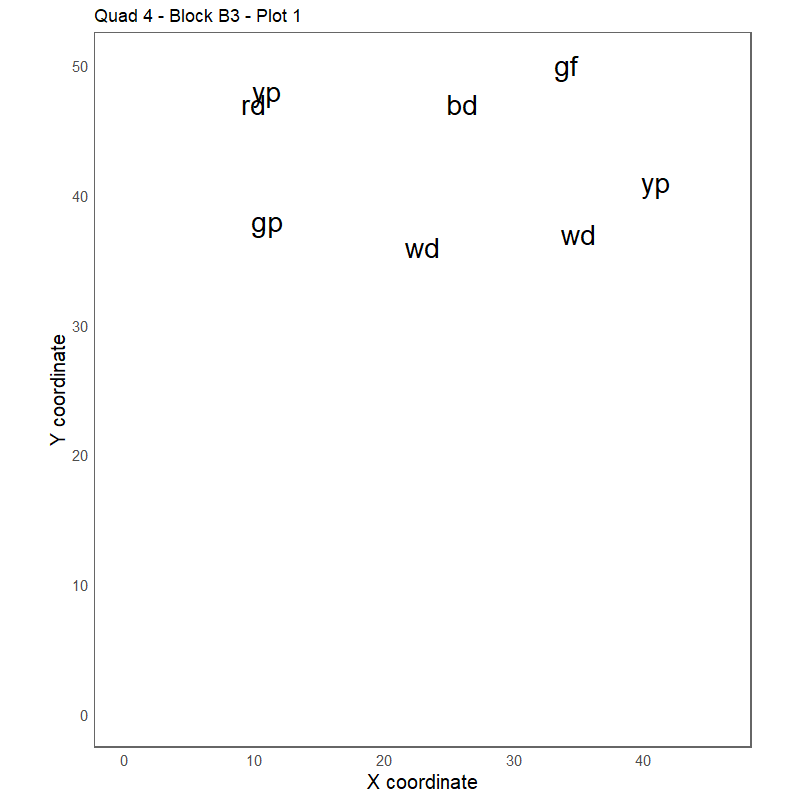 Quad 4 - Block B3 - Plot 1
50
gf
yp
rd
bd
40
yp
gp
wd
wd
30
Y coordinate
20
10
0
0 10 20 30 40
X coordinate